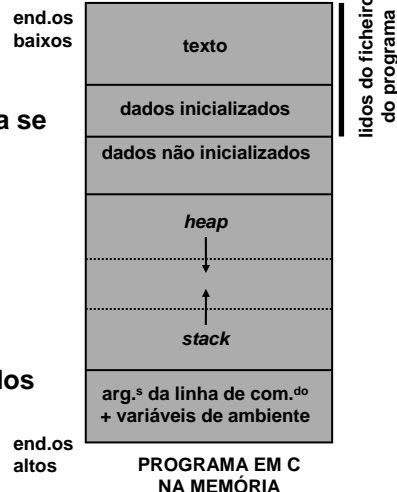 end.os
baixos
texto
lidos do ficheiro
do programa
dados inicializados
a se
dados não inicializados
heap
stack
los
arg.s da linha de com.do
+ variáveis de ambiente
end.os
altos
PROGRAMA EM C
NA MEMÓRIA